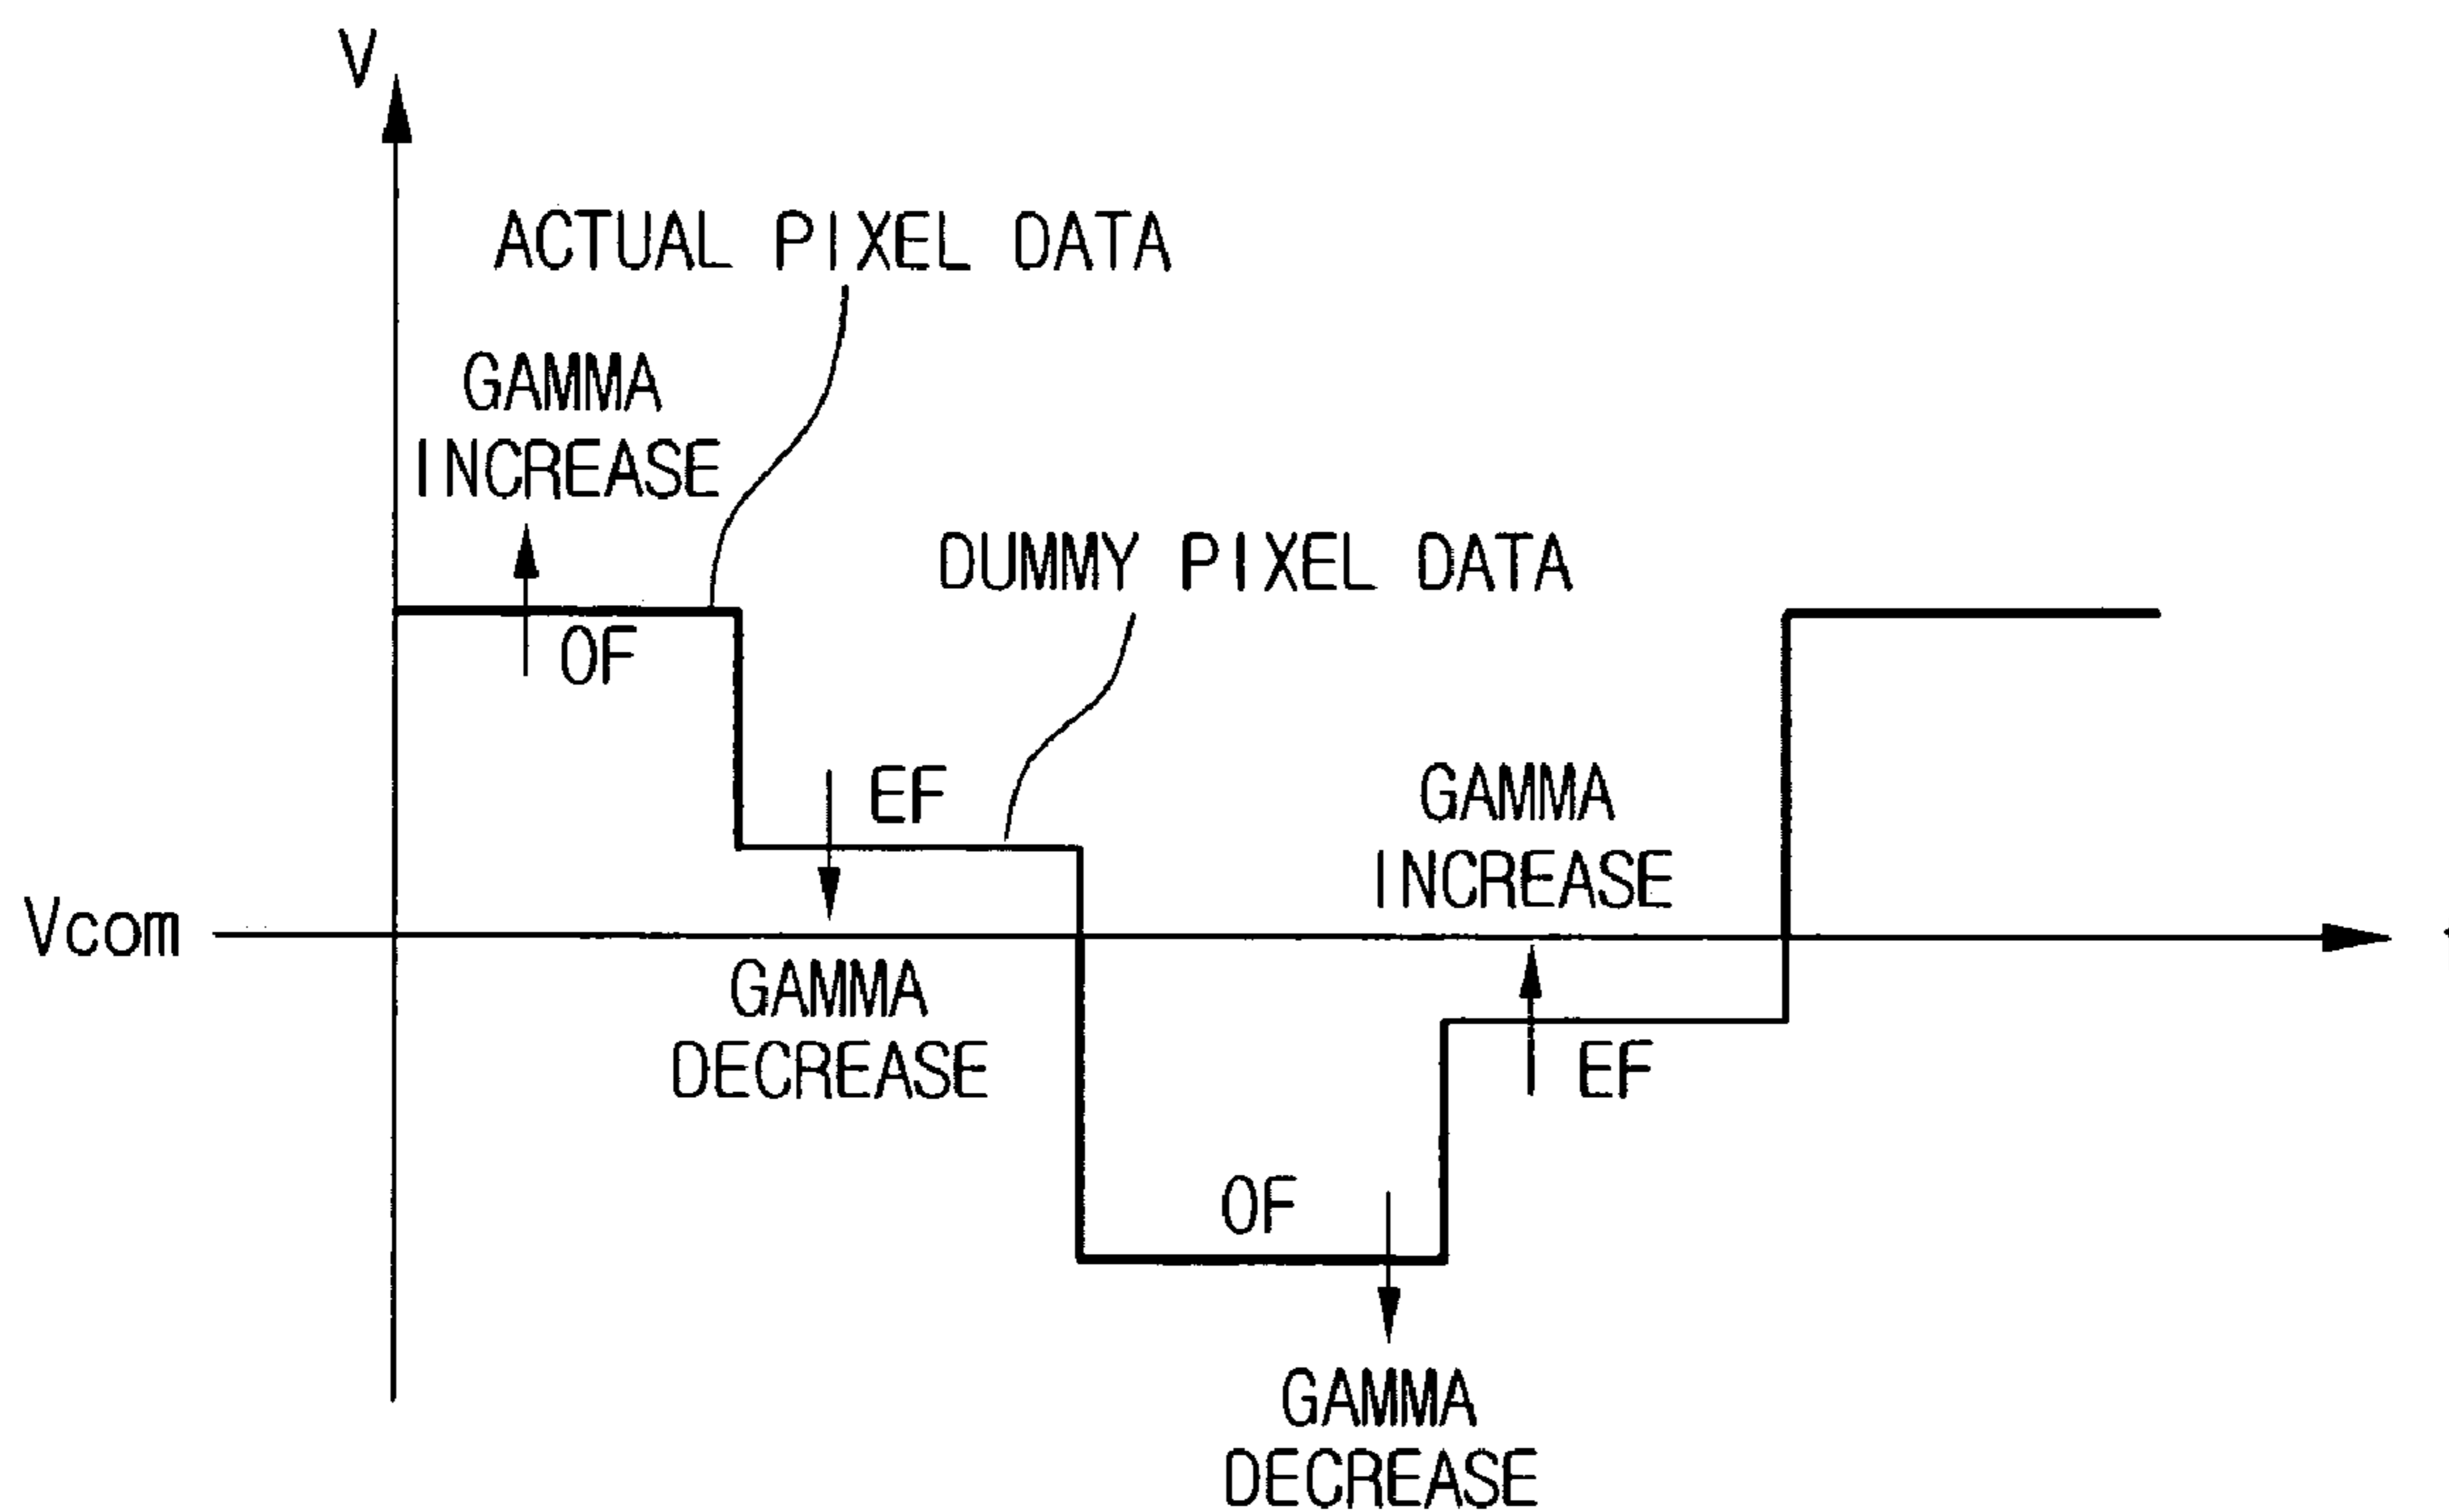 V
ACTUAL PIXEL DATA
GAMMA
INCREASE
DUMMY PIXEL DATA
OF
EF
GAMMA
INCREASE
Vcom
GAMMA
DECREASE
EF
OF
GAMMA
DECREASE